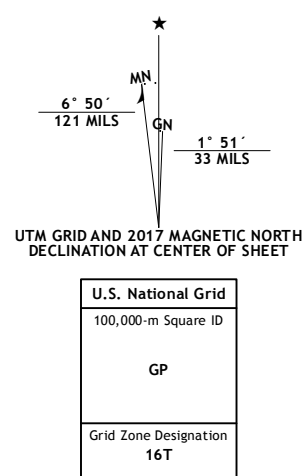 ★
MN
GN
6° 50´
121 MILS
1° 51´
33 MILS
UTM GRID AND 2017 MAGNETIC NORTH
DECLINATION AT CENTER OF SHEET
U.S. National Grid
100,000-m Square ID
GP
Grid Zone Designation
16T